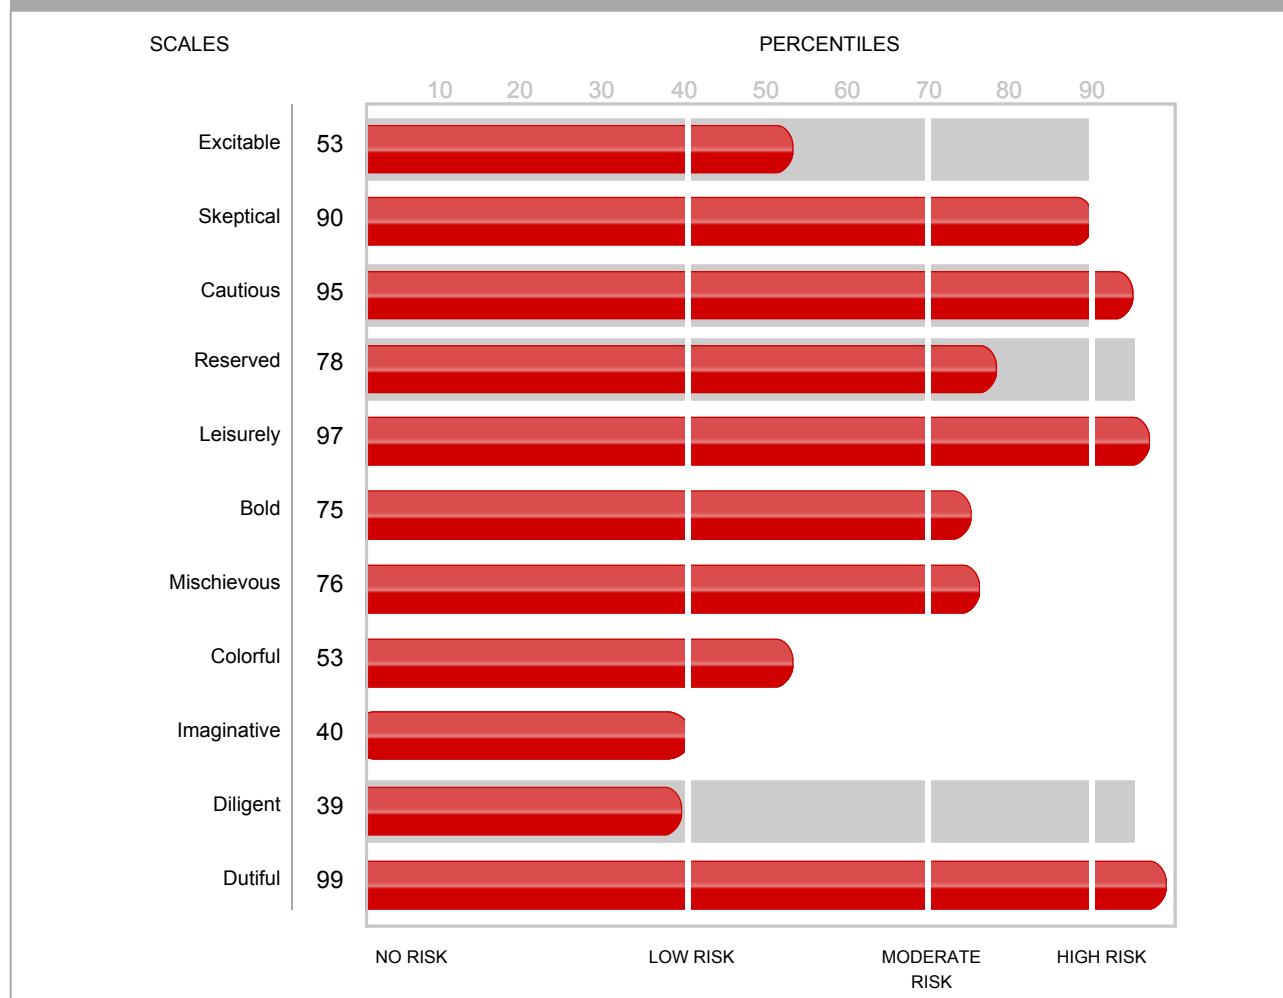 SCALES PERCENTILES
10 20 30 40 50 60 70 80 90
Excitable 53
Skeptical 90
Cautious 95
Reserved 78
Leisurely 97
Bold 75
Mischievous 76
Colorful 53
Imaginative 40
Diligent 39
Dutiful 99
NO RISK LOW RISK MODERATE RISK HIGH RISK